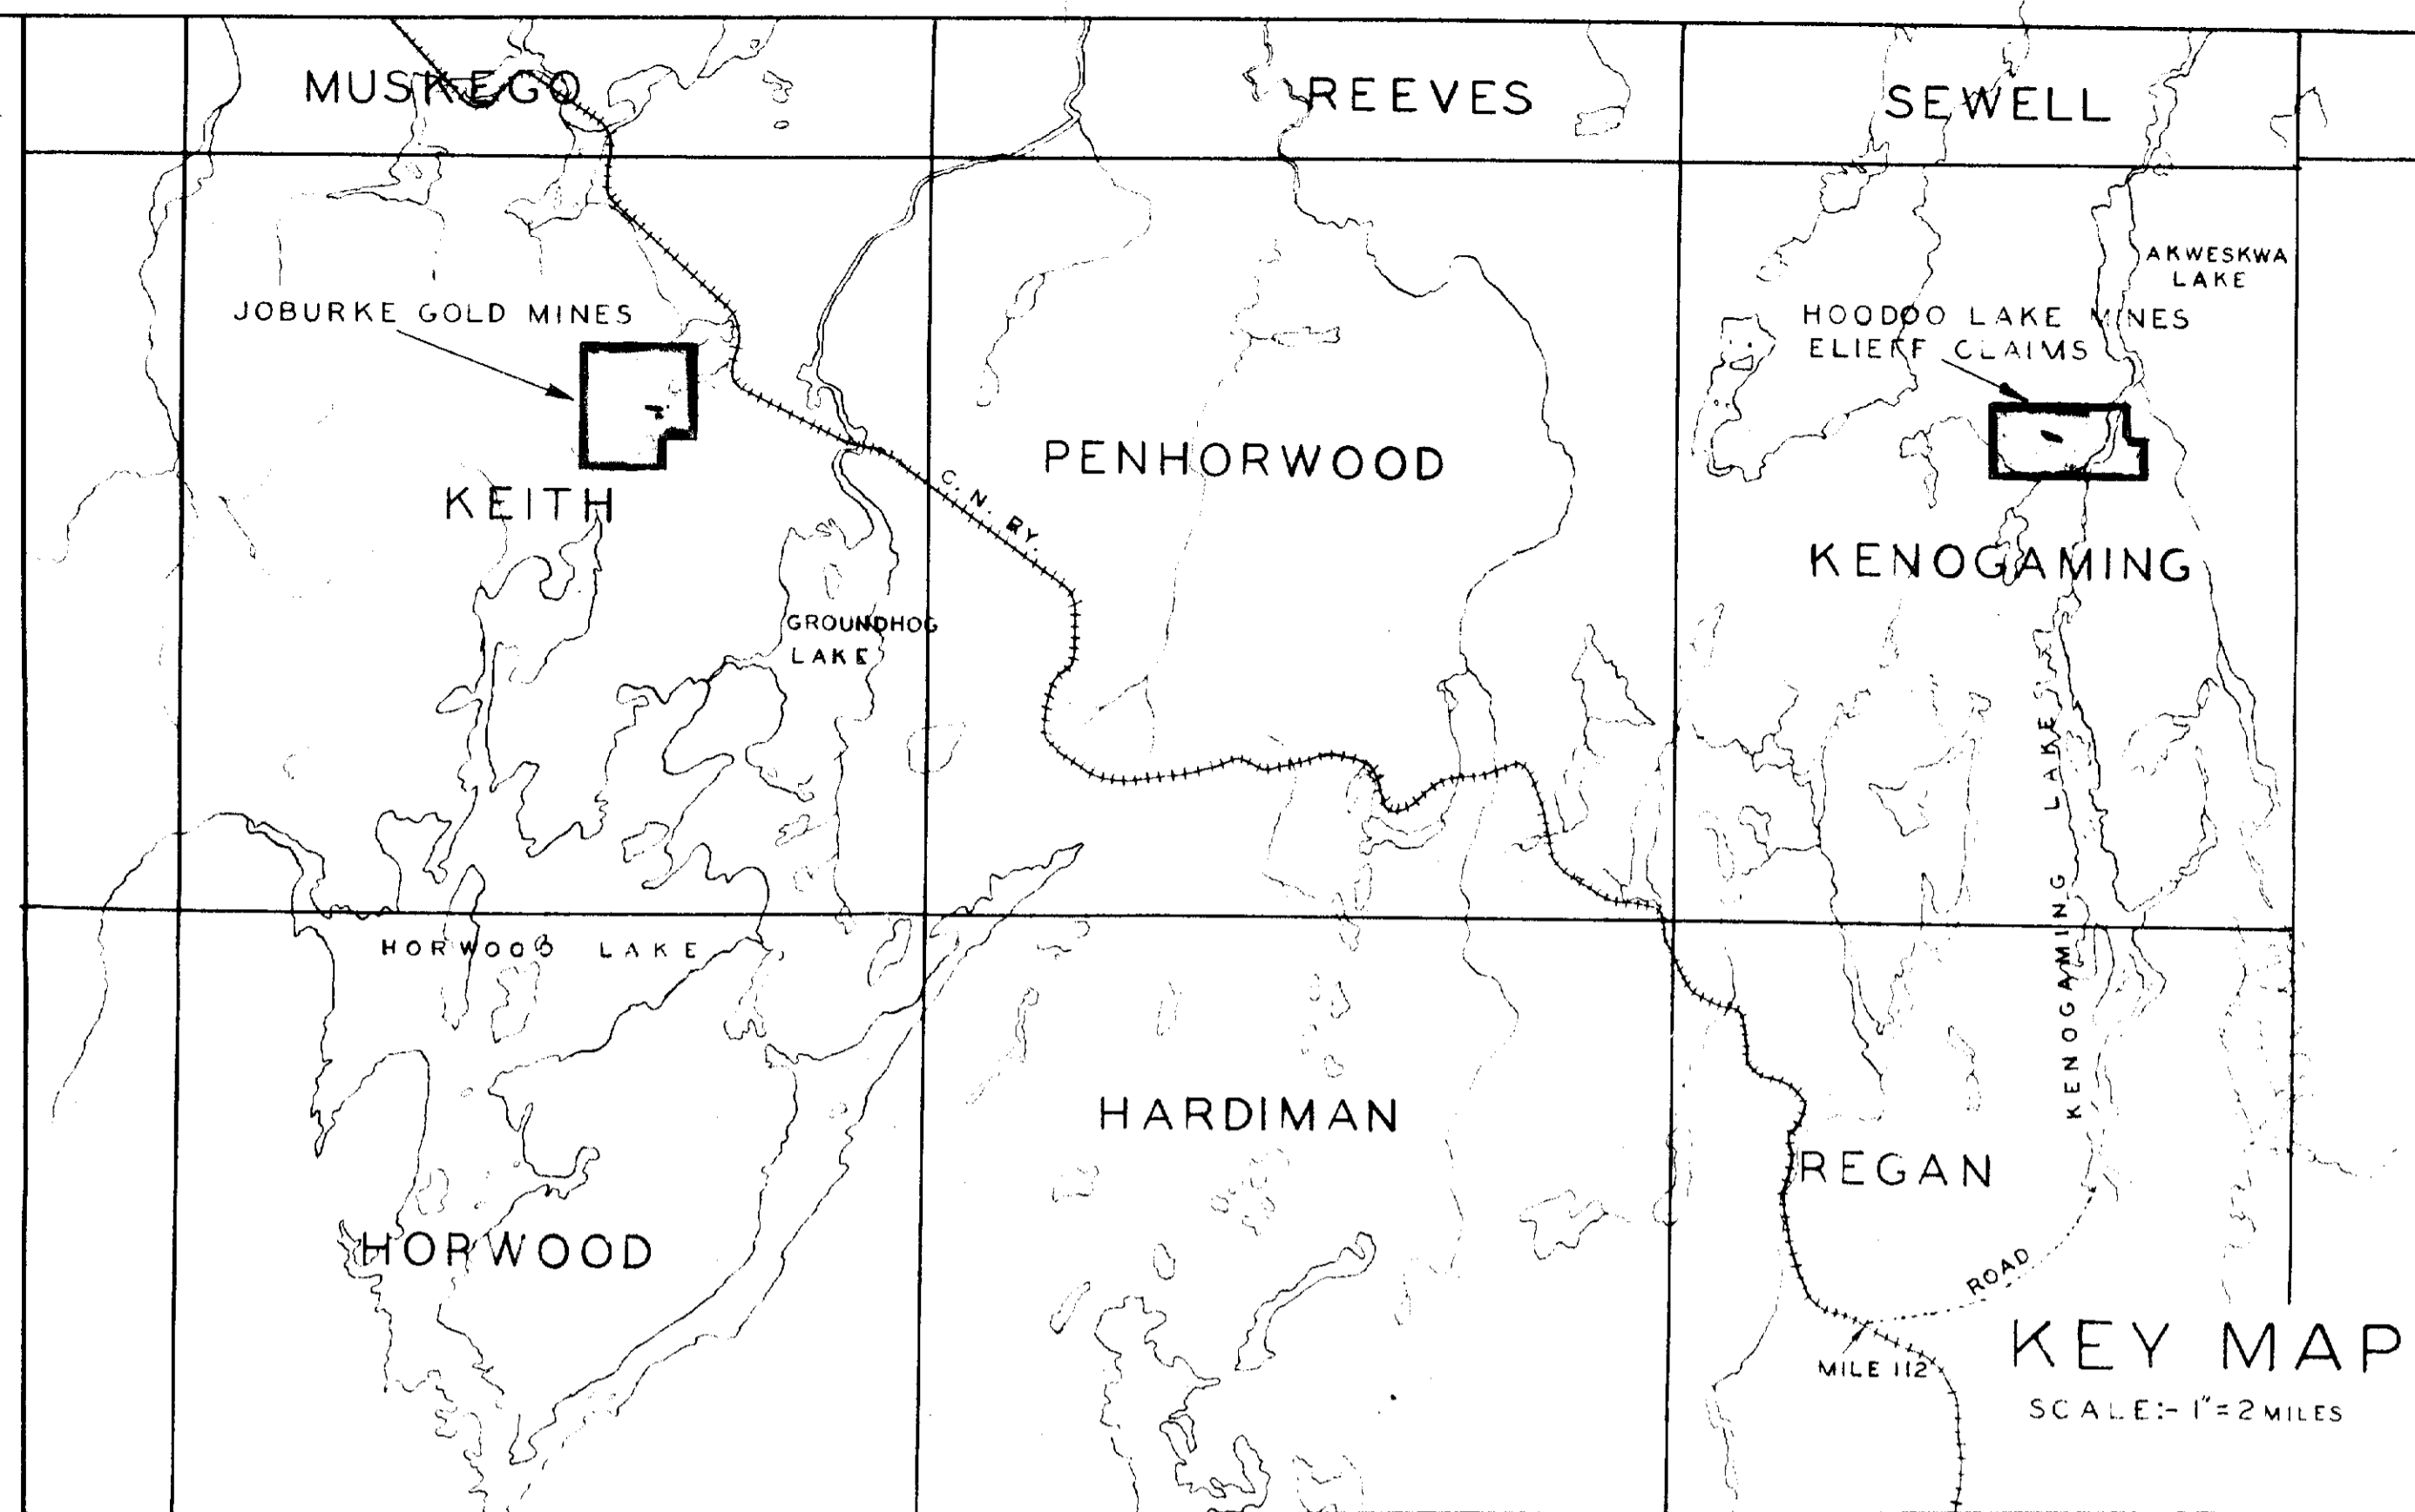 MUSKEGO
REEVES
SEWELL
AKWESKWA
LAKE
JOBURKE GOLD MINES
HOODOO LAKE MINES
ELIEFF CLAIMS
PENHORWOOD
C. N. RY.
KEITH
KENOGAMING
GROUNDHOG
LAKE
KENOGAMING LAKE
HORWOOD LAKE
HARDIMAN
REGAN
HORWOOD
ROAD
MILE 112
KEY MAP
SCALE:- 1"=2 MILES